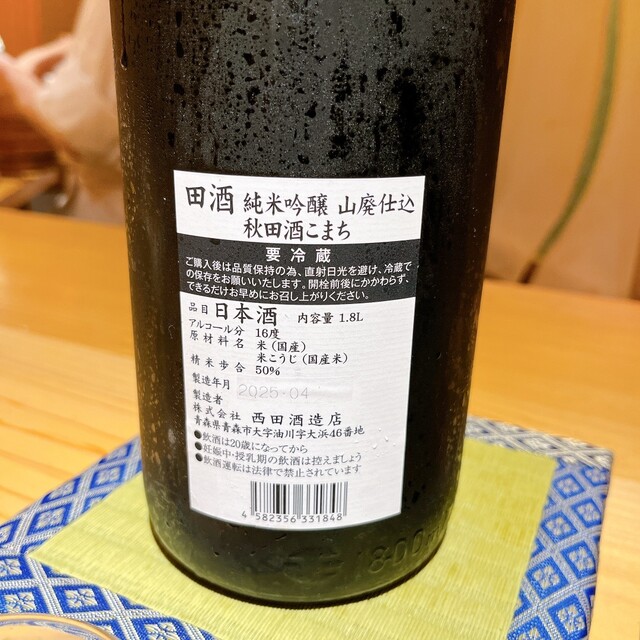 田酒 純米吟醸 山廃仕込
秋田酒こまち
要冷蔵
ご購入後は品質保持の為、直射日光を避け、冷蔵で
の保存をお願いいたします。開栓前後にかかわらず、
できるだけお早めにお召し上がりください。
品目 日本酒 内容量 1.8L
アルコール分 16度
原材料名 米(国産)
米こうじ(国産米)
精米歩合 50%
製造年月 2025-04
製造者
株式会社 西田酒造店
青森県青森市大字油川字大浜46番地
●飲酒は20歳になってから
●妊娠中・授乳期の飲酒は控えましょう
●飲酒運転は法律で禁止されています
4 582356 331848
1800ml